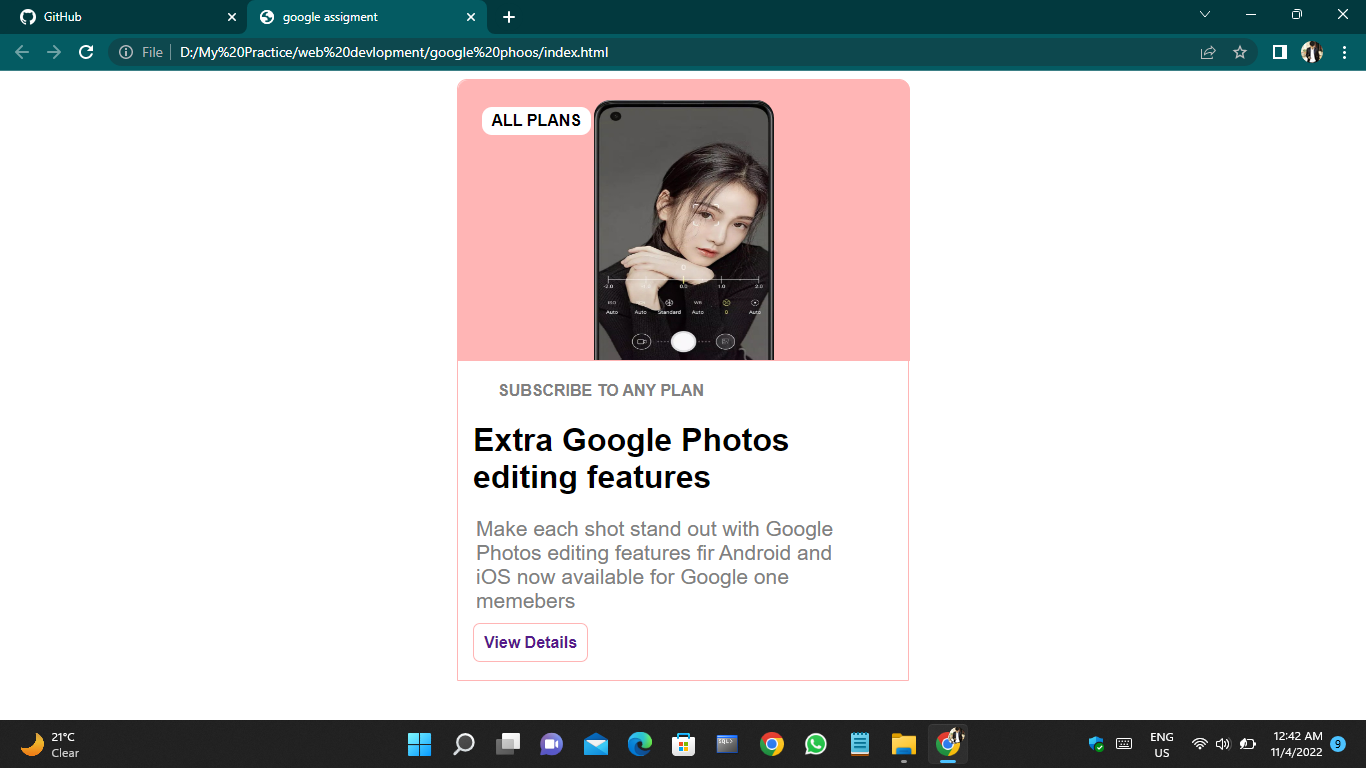 GitHub
google assigment
File
D:/My%20Practice/web%20devlopment/google%20phoos/index.html
ALL PLANS
0
-2.0
0.0
1.0
2.0
ISO
WB
Auto
Auto
Standard
Auto
0
Auto
SUBSCRIBE TO ANY PLAN
Extra Google Photos
editing features
Make each shot stand out with Google
Photos editing features fir Android and
iOS now available for Google one
memebers
View Details
21°C
Clear
SQL>
ENG
US
12:42 AM
11/4/2022
9